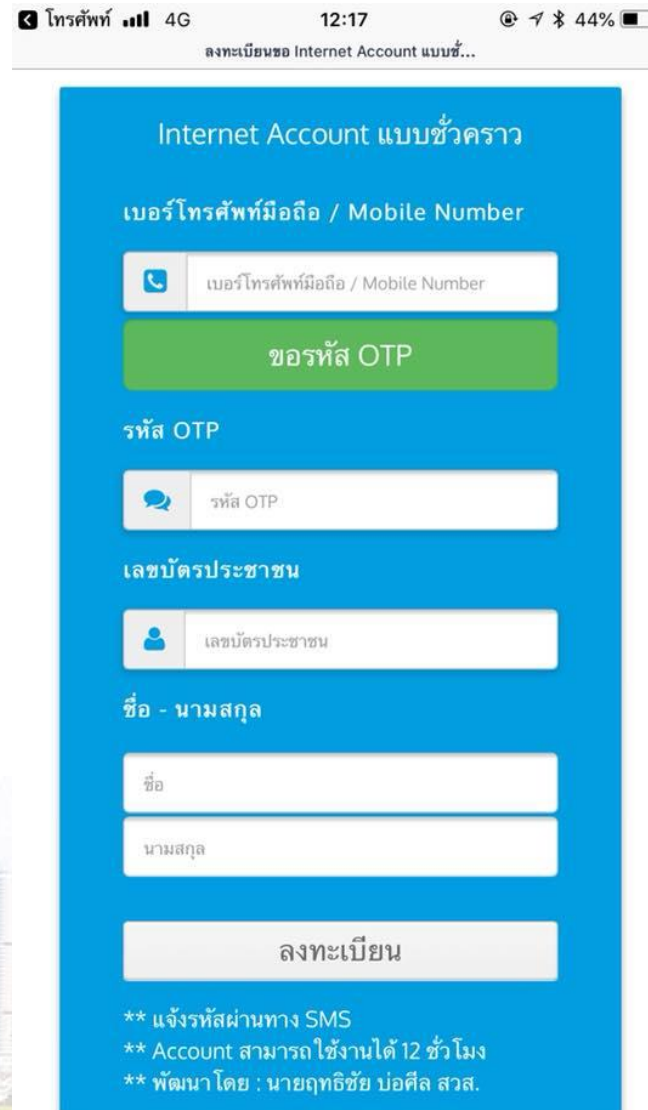 โทรศัพท์ 4G 12:17 44%
ลงทะเบียนขอ Internet Account แบบชั่...
Internet Account แบบชั่วคราว
เบอร์โทรศัพท์มือถือ / Mobile Number
เบอร์โทรศัพท์มือถือ / Mobile Number
ขอรหัส OTP
รหัส OTP
รหัส OTP
เลขบัตรประชาชน
เลขบัตรประชาชน
ชื่อ - นามสกุล
ชื่อ
นามสกุล
ลงทะเบียน
** แจ้งรหัสผ่านทาง SMS
** Account สามารถใช้งานได้ 12 ชั่วโมง
** พัฒนาโดย : นายฤทธิชัย บ่อศีล สวส.